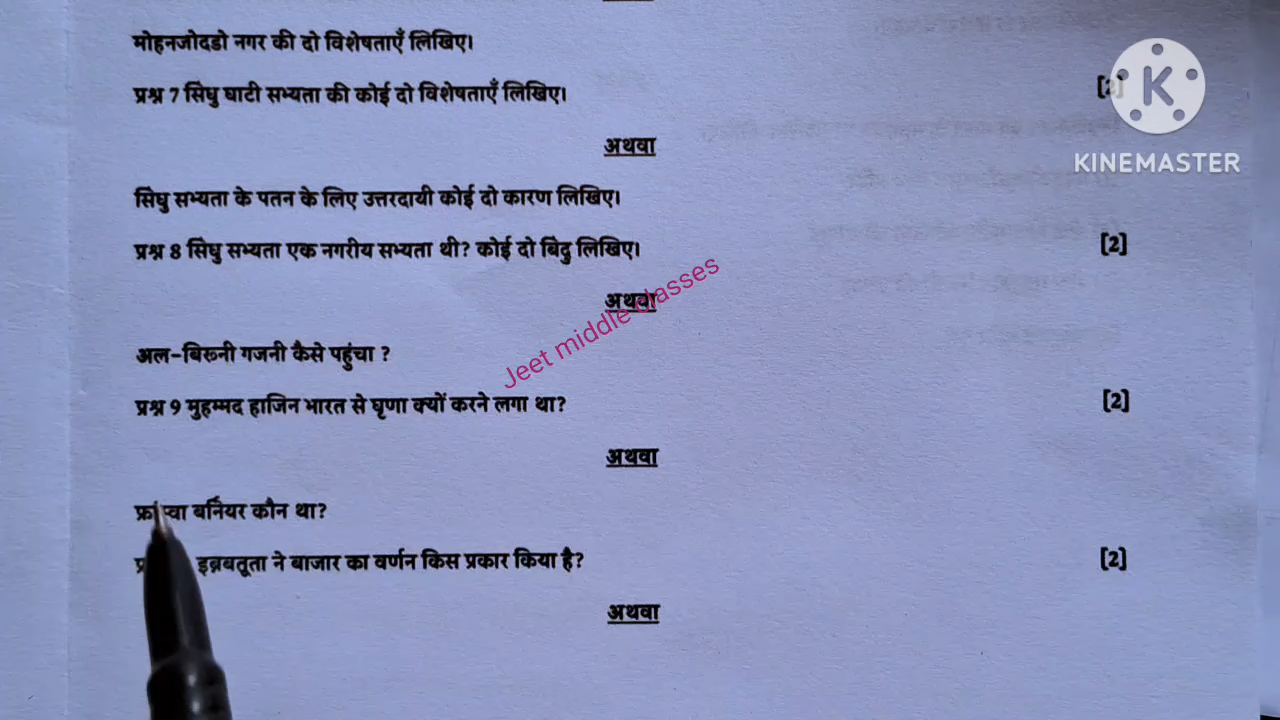 मोहनजोदडो नगर की दो विशेषताएँ लिखिए।
प्रश्न 7 सिंधु घाटी सभ्यता की कोई दो विशेषताएँ लिखिए। [2]
KINEMASTER
अथवा
सिंधु सभ्यता के पतन के लिए उत्तरदायी कोई दो कारण लिखिए।
प्रश्न 8 सिंधु सभ्यता एक नगरीय सभ्यता थी? कोई दो बिंदु लिखिए। [2]
अथवा
Jeet middle classes
अल-बिरूनी गजनी कैसे पहुंचा ?
प्रश्न 9 मुहम्मद हाजिन भारत से घृणा क्यों करने लगा था? [2]
अथवा
बर्नियर कौन था?
इब्नबतूता ने बाजार का वर्णन किस प्रकार किया है? [2]
अथवा